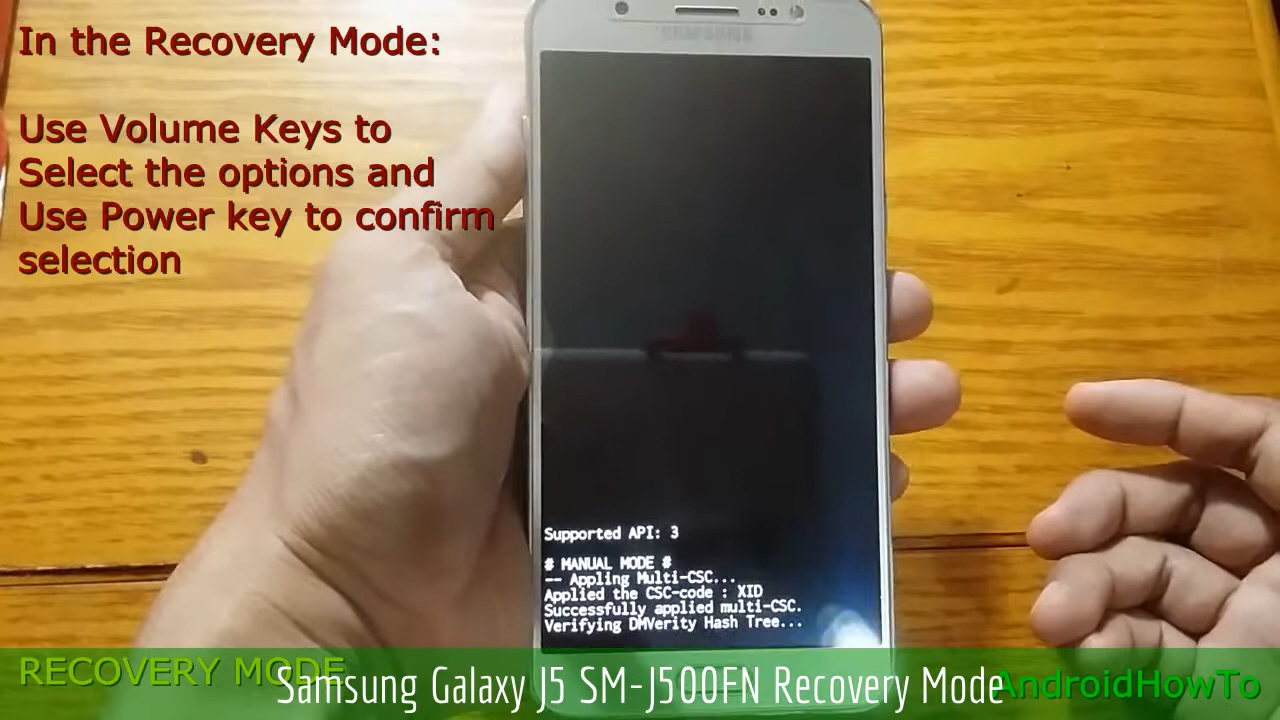 In the Recovery Mode:
Use Volume Keys to
Select the options and
Use Power key to confirm
selection
SAMSUNG
Supported API: 3
# MANUAL MODE #
-- Appling Multi-CSC...
Applied the CSC-code : XID
Successfully applied multi-CSC.
Verifying DMVerity Hash Tree...
RECOVERY MODE
Samsung Galaxy J5 SM-J500FN Recovery Mode
AndroidHowTo